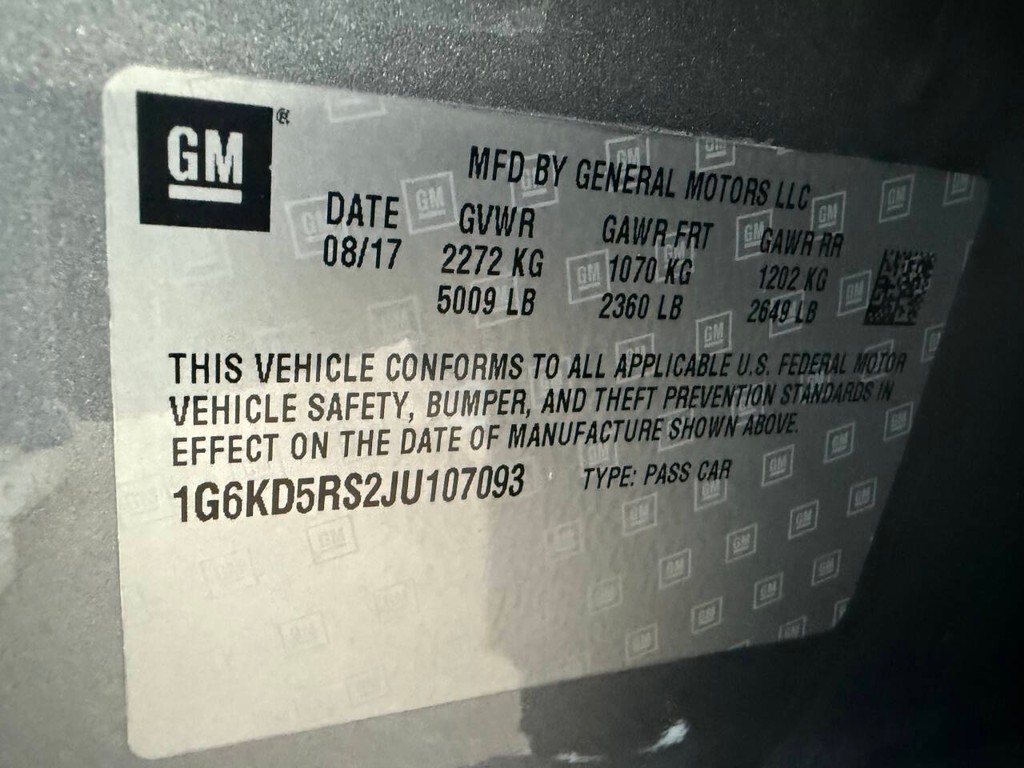 GM
MFD BY GENERAL MOTORS LLC
DATE GVWR GAWR FRT GAWR RR
08/17 2272 KG 1070 KG 1202 KG
5009 LB 2360 LB 2649 LB
THIS VEHICLE CONFORMS TO ALL APPLICABLE U.S. FEDERAL MOTOR
VEHICLE SAFETY, BUMPER, AND THEFT PREVENTION STANDARDS IN
EFFECT ON THE DATE OF MANUFACTURE SHOWN ABOVE.
1G6KD5RS2JU107093 TYPE: PASS CAR